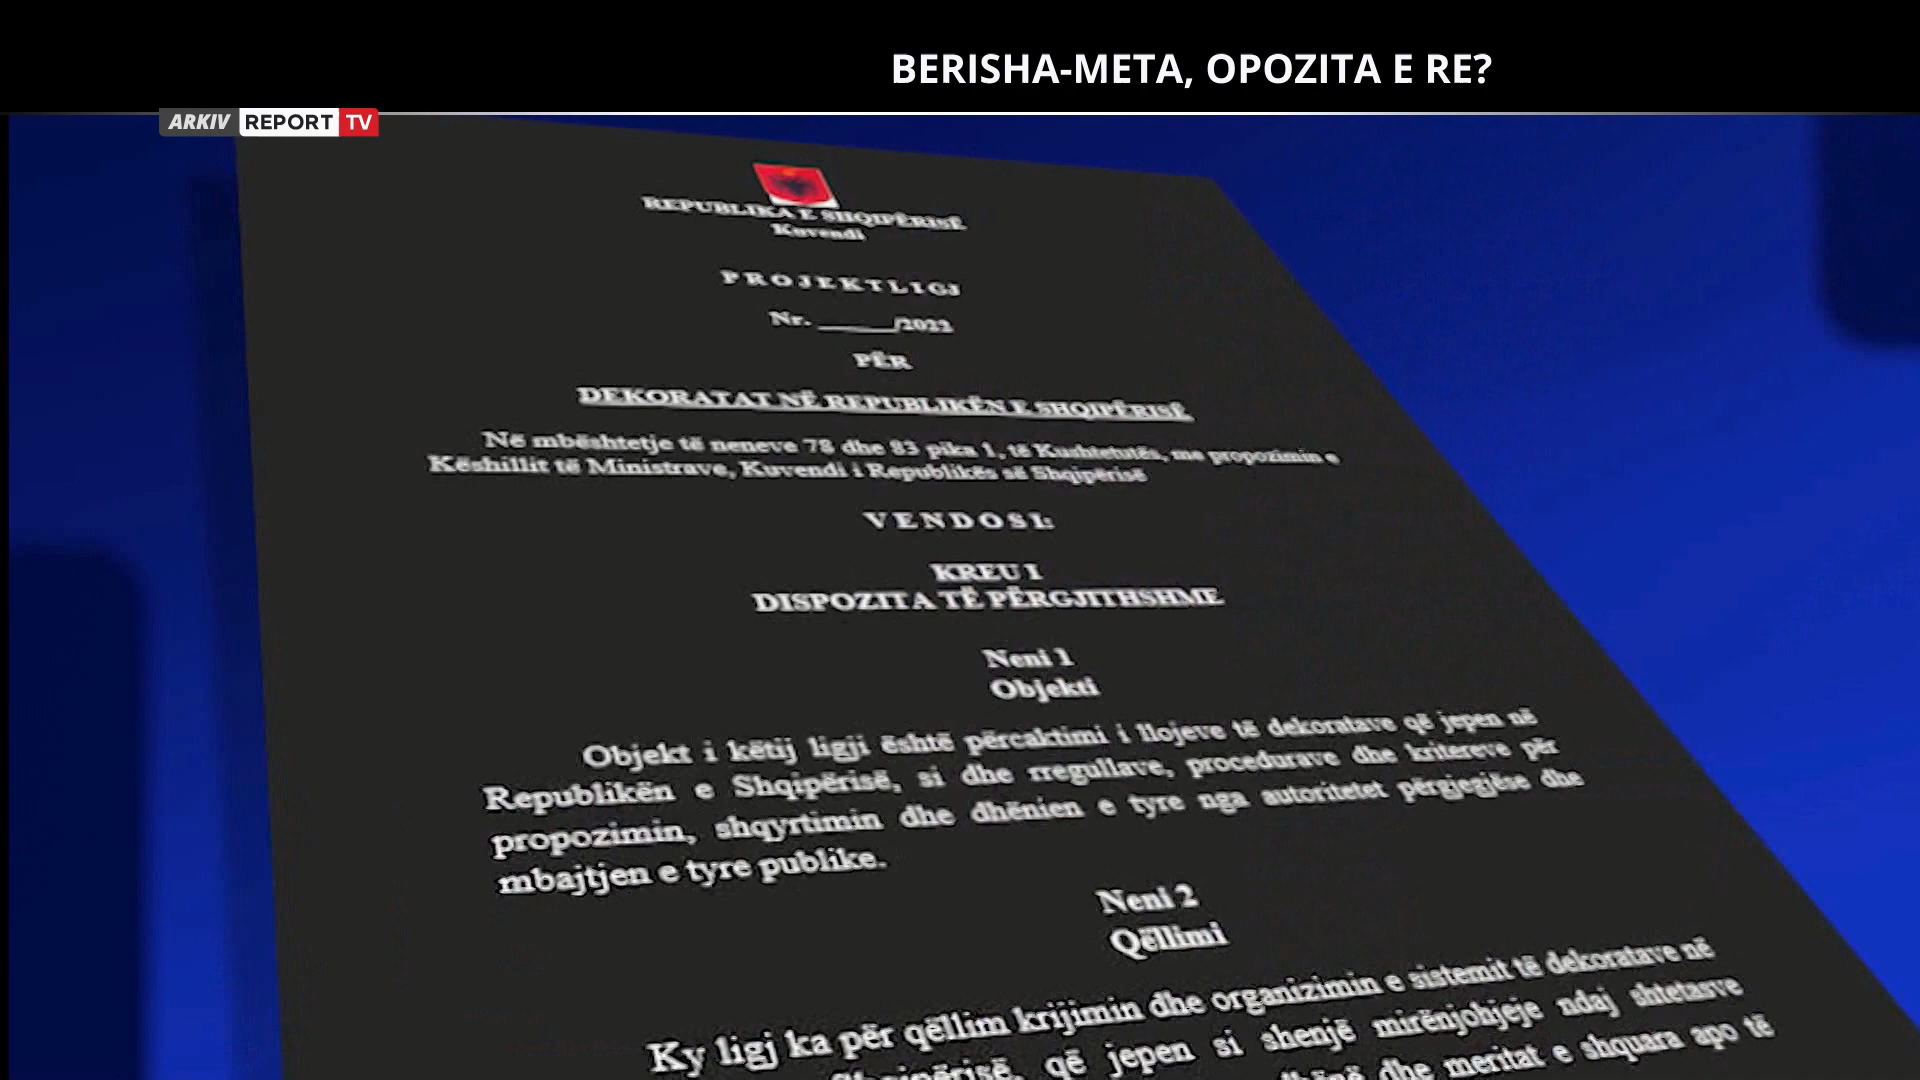 BERISHA-META, OPOZITA E RE?
ARKIV REPORT TV
REPUBLIKA E SHQIPËRISË
Kuvendi
PROJEKTLIGJ
Nr. ______/2022
PËR
DEKORATAT NË REPUBLIKËN E SHQIPËRISË
Në mbështetje të neneve 78 dhe 83 pika 1, të Kushtetutës, me propozimin e
Këshillit të Ministrave, Kuvendi i Republikës së Shqipërisë
VENDOSI:
KREU I
DISPOZITA TË PËRGJITHSHME
Neni 1
Objekti
Objekt i këtij ligji është përcaktimi i llojeve të dekoratave që jepen në
Republikën e Shqipërisë, si dhe rregullave, procedurave dhe kritereve për
propozimin, shqyrtimin dhe dhënien e tyre nga autoritetet përgjegjëse dhe
mbajtjen e tyre publike.
Neni 2
Qëllimi
Ky ligj ka për qëllim krijimin dhe organizimin e sistemit të dekoratave në
Shqipërisë, që jepen si shenjë mirënjohjeje ndaj shtetasve
dhe meritat e shquara apo të